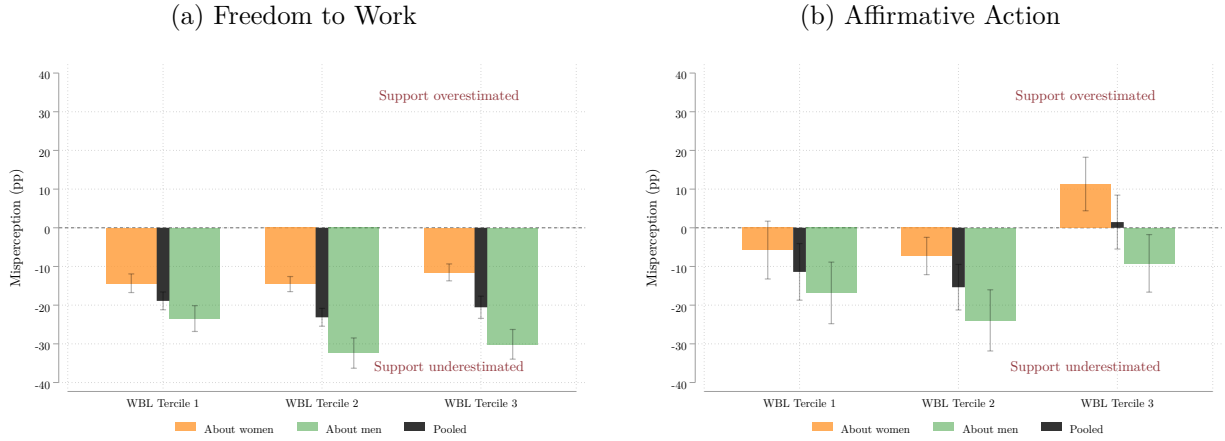 (a) Freedom to Work
Support overestimated
40
30
20
10
0
-10
-20
-30
-40
Misperception (pp)
Support underestimated
WBL Tercile 1 WBL Tercile 2 WBL Tercile 3
About women About men Pooled
(b) Affirmative Action
Support overestimated
40
30
20
10
0
-10
-20
-30
-40
Misperception (pp)
Support underestimated
WBL Tercile 1 WBL Tercile 2 WBL Tercile 3
About women About men Pooled